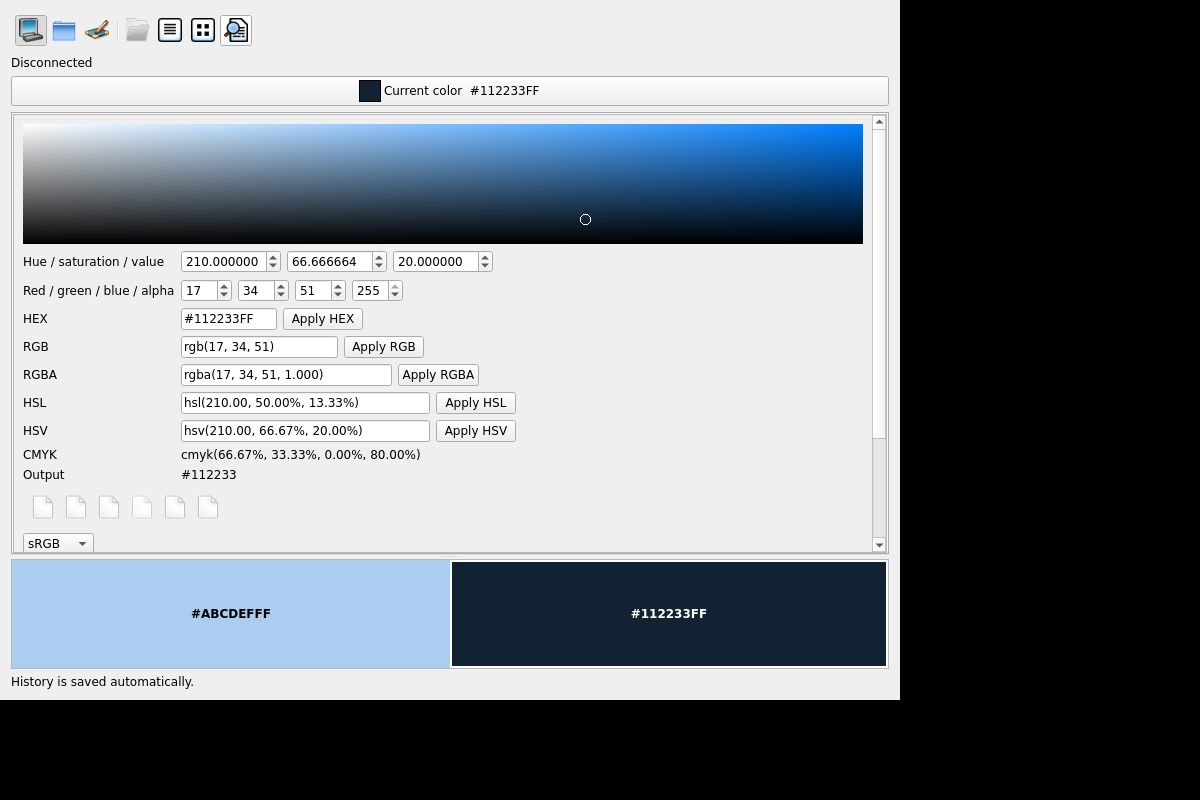 Disconnected
Current color  #112233FF
Hue / saturation / value 210.000000 66.666664 20.000000
Red / green / blue / alpha 17 34 51 255
HEX #112233FF Apply HEX
RGB rgb(17, 34, 51) Apply RGB
RGBA rgba(17, 34, 51, 1.000) Apply RGBA
HSL hsl(210.00, 50.00%, 13.33%) Apply HSL
HSV hsv(210.00, 66.67%, 20.00%) Apply HSV
CMYK cmyk(66.67%, 33.33%, 0.00%, 80.00%)
Output #112233
sRGB
#ABCDEFFF #112233FF
History is saved automatically.